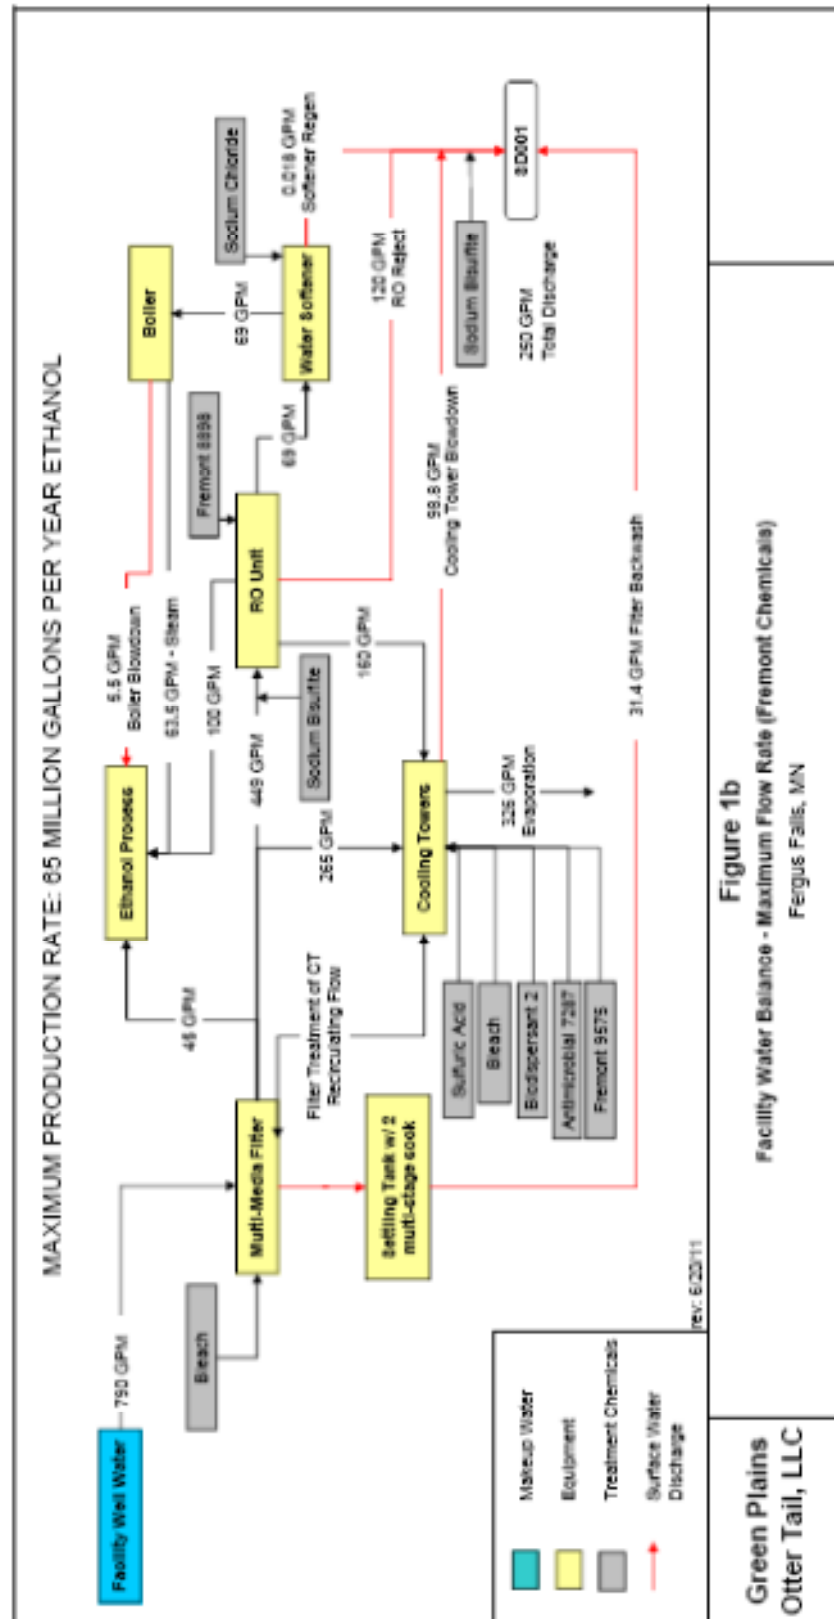 MAXIMUM PRODUCTION RATE: 65 MILLION GALLONS PER YEAR ETHANOL
Facility Well Water
790 GPM
Bleach
Multi-Media Filter
45 GPM
Ethanol Process
5.5 GPM
Boiler Blowdown
63.5 GPM - Steam
100 GPM
Boiler
69 GPM
Sodium Chloride
0.018 GPM
Softener Regen
Water Softener
69 GPM
Fremont
RO Unit
449 GPM
Sodium Bisulfite
265 GPM
160 GPM
120 GPM
RO Reject
Filter Treatment of CT
Recirculating Flow
Settling Tank w/ 2
multi-stage sock
Cooling Towers
326 GPM
Evaporation
98.6 GPM
Cooling Tower Blowdown
Sodium Bisulfite
SD001
250 GPM
Total Discharge
Sulfuric Acid
Bleach
Biodispersant 2
Antimicrobial 7287
Fremont 9575
31.4 GPM Filter Backwash
Makeup Water
Equipment
Treatment Chemicals
Surface Water
Discharge
rev: 6/20/11
Green Plains
Otter Tail, LLC
Figure 1b
Facility Water Balance - Maximum Flow Rate (Fremont Chemicals)
Fergus Falls, MN